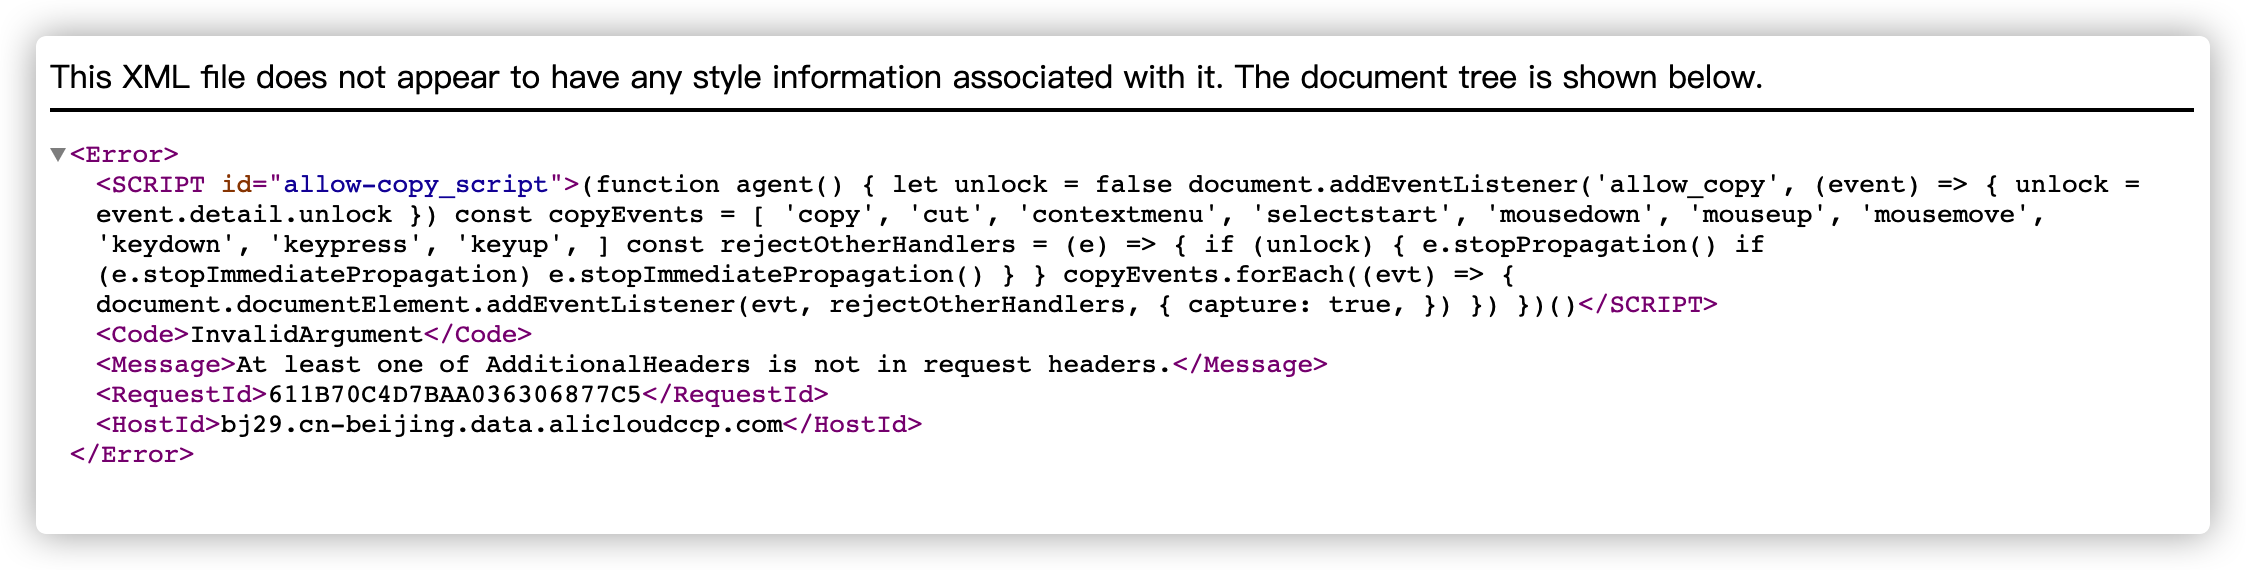 This XML file does not appear to have any style information associated with it. The document tree is shown below.
▼<Error>
<SCRIPT id="allow-copy_script">(function agent() { let unlock = false document.addEventListener('allow_copy', (event) => { unlock =
event.detail.unlock }) const copyEvents = [ 'copy', 'cut', 'contextmenu', 'selectstart', 'mousedown', 'mouseup', 'mousemove',
'keydown', 'keypress', 'keyup', ] const rejectOtherHandlers = (e) => { if (unlock) { e.stopPropagation() if
(e.stopImmediatePropagation) e.stopImmediatePropagation() } } copyEvents.forEach((evt) => {
document.documentElement.addEventListener(evt, rejectOtherHandlers, { capture: true, }) }) })()</SCRIPT>
<Code>InvalidArgument</Code>
<Message>At least one of AdditionalHeaders is not in request headers.</Message>
<RequestId>611B70C4D7BAA036306877C5</RequestId>
<HostId>bj29.cn-beijing.data.alicloudccp.com</HostId>
</Error>